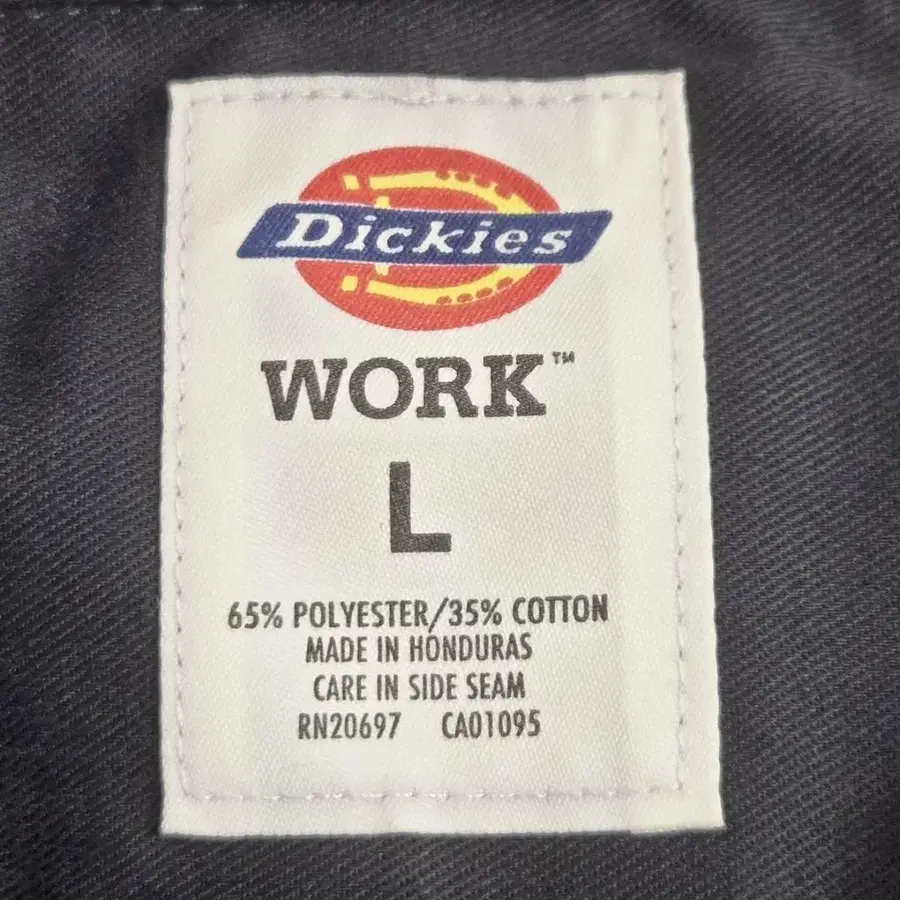 Dickies
WORK™
L
65% POLYESTER/35% COTTON
MADE IN HONDURAS
CARE IN SIDE SEAM
RN20697 CA01095